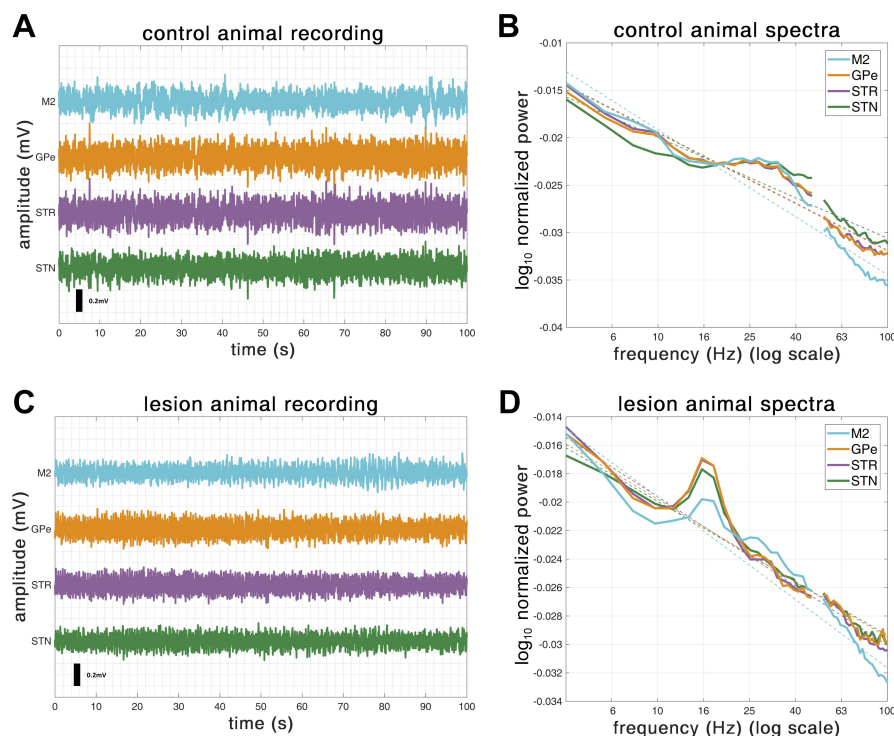 A
control animal recording
amplitude (mV)
M2
GPe
STR
STN
0.2mV
0 10 20 30 40 50 60 70 80 90 100
time (s)
B
control animal spectra
log₁₀ normalized power
-0.01
-0.015
-0.02
-0.025
-0.03
-0.035
-0.04
M2
GPe
STR
STN
6 10 16 25 40 63 100
frequency (Hz) (log scale)
C
lesion animal recording
amplitude (mV)
M2
GPe
STR
STN
0.2mV
0 10 20 30 40 50 60 70 80 90 100
time (s)
D
lesion animal spectra
log₁₀ normalized power
-0.014
-0.016
-0.018
-0.02
-0.022
-0.024
-0.026
-0.028
-0.03
-0.032
-0.034
M2
GPe
STR
STN
6 10 16 25 40 63 100
frequency (Hz) (log scale)